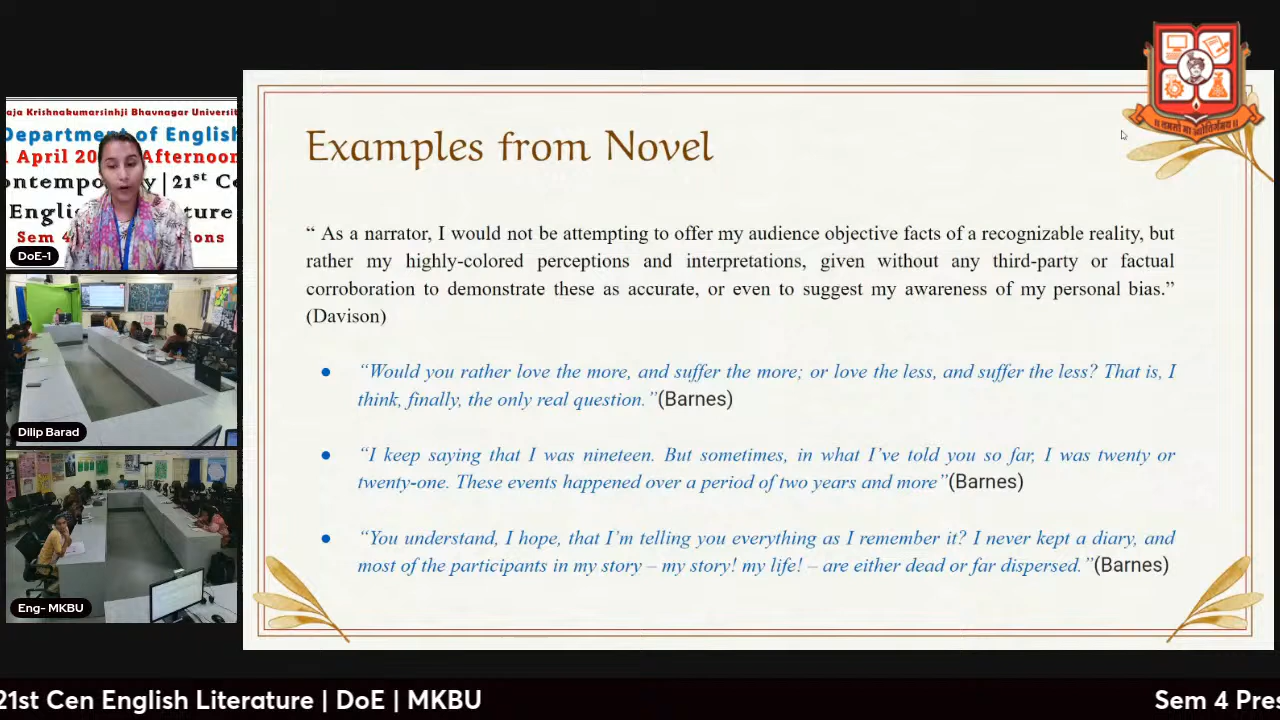 aja Krishnakumarsinhji Bhavnagar Universit
Department of English
April 20 Afternoon
ontempo y | 21st Ce
Engli ture
Sem 4 ons
DoE-1
Dilip Barad
Eng- MKBU
Examples from Novel
“ As a narrator, I would not be attempting to offer my audience objective facts of a recognizable reality, but
rather my highly-colored perceptions and interpretations, given without any third-party or factual
corroboration to demonstrate these as accurate, or even to suggest my awareness of my personal bias.”
(Davison)
● “Would you rather love the more, and suffer the more; or love the less, and suffer the less? That is, I
think, finally, the only real question.”(Barnes)
● “I keep saying that I was nineteen. But sometimes, in what I’ve told you so far, I was twenty or
twenty-one. These events happened over a period of two years and more”(Barnes)
● “You understand, I hope, that I’m telling you everything as I remember it? I never kept a diary, and
most of the participants in my story – my story! my life! – are either dead or far dispersed.”(Barnes)
21st Cen English Literature | DoE | MKBU
Sem 4 Pres